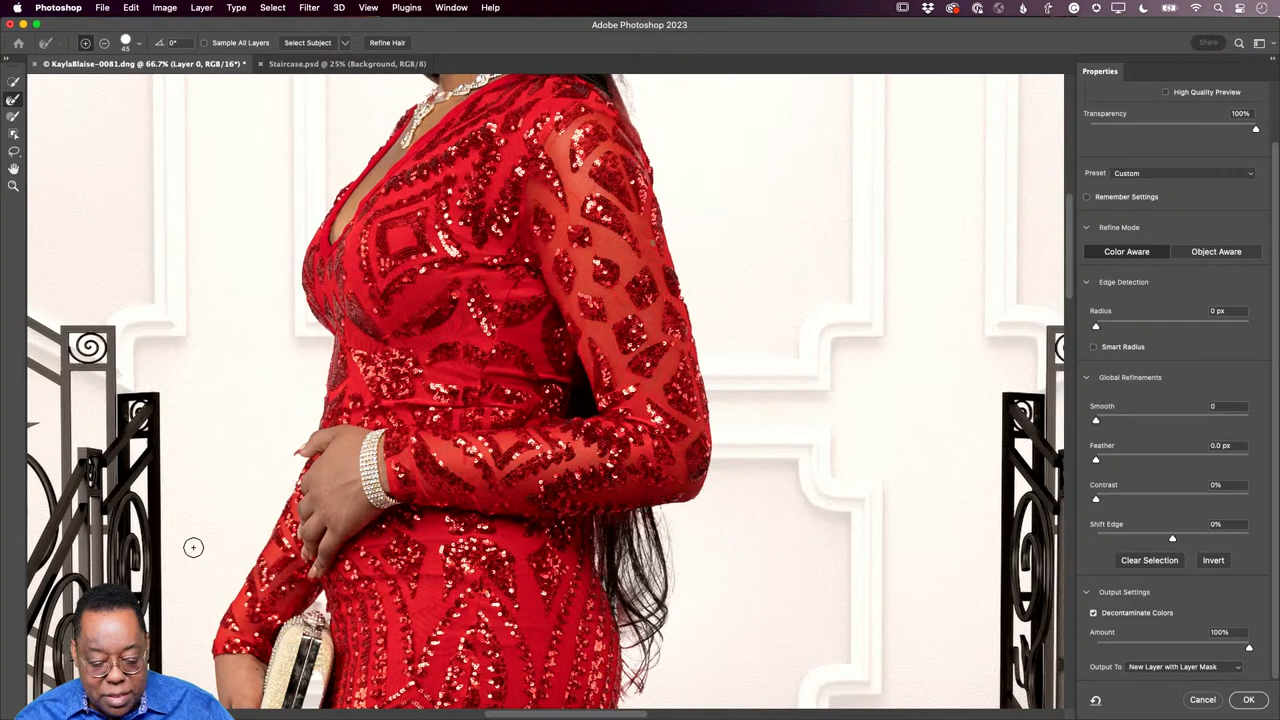 Photoshop File Edit Image Layer Type Select Filter 3D View Plugins Window Help
Adobe Photoshop 2023
45 0° Sample All Layers Select Subject Refine Hair Share
× © KaylaBlaise-0081.dng @ 66.7% (Layer 0, RGB/16*) * × Staircase.psd @ 25% (Background, RGB/8)
Properties
High Quality Preview
Transparency 100%
Preset Custom
Remember Settings
Refine Mode
Color Aware Object Aware
Edge Detection
Radius 0 px
Smart Radius
Global Refinements
Smooth 0
Feather 0.0 px
Contrast 0%
Shift Edge 0%
Clear Selection Invert
Output Settings
Decontaminate Colors
Amount 100%
Output To New Layer with Layer Mask
Cancel OK